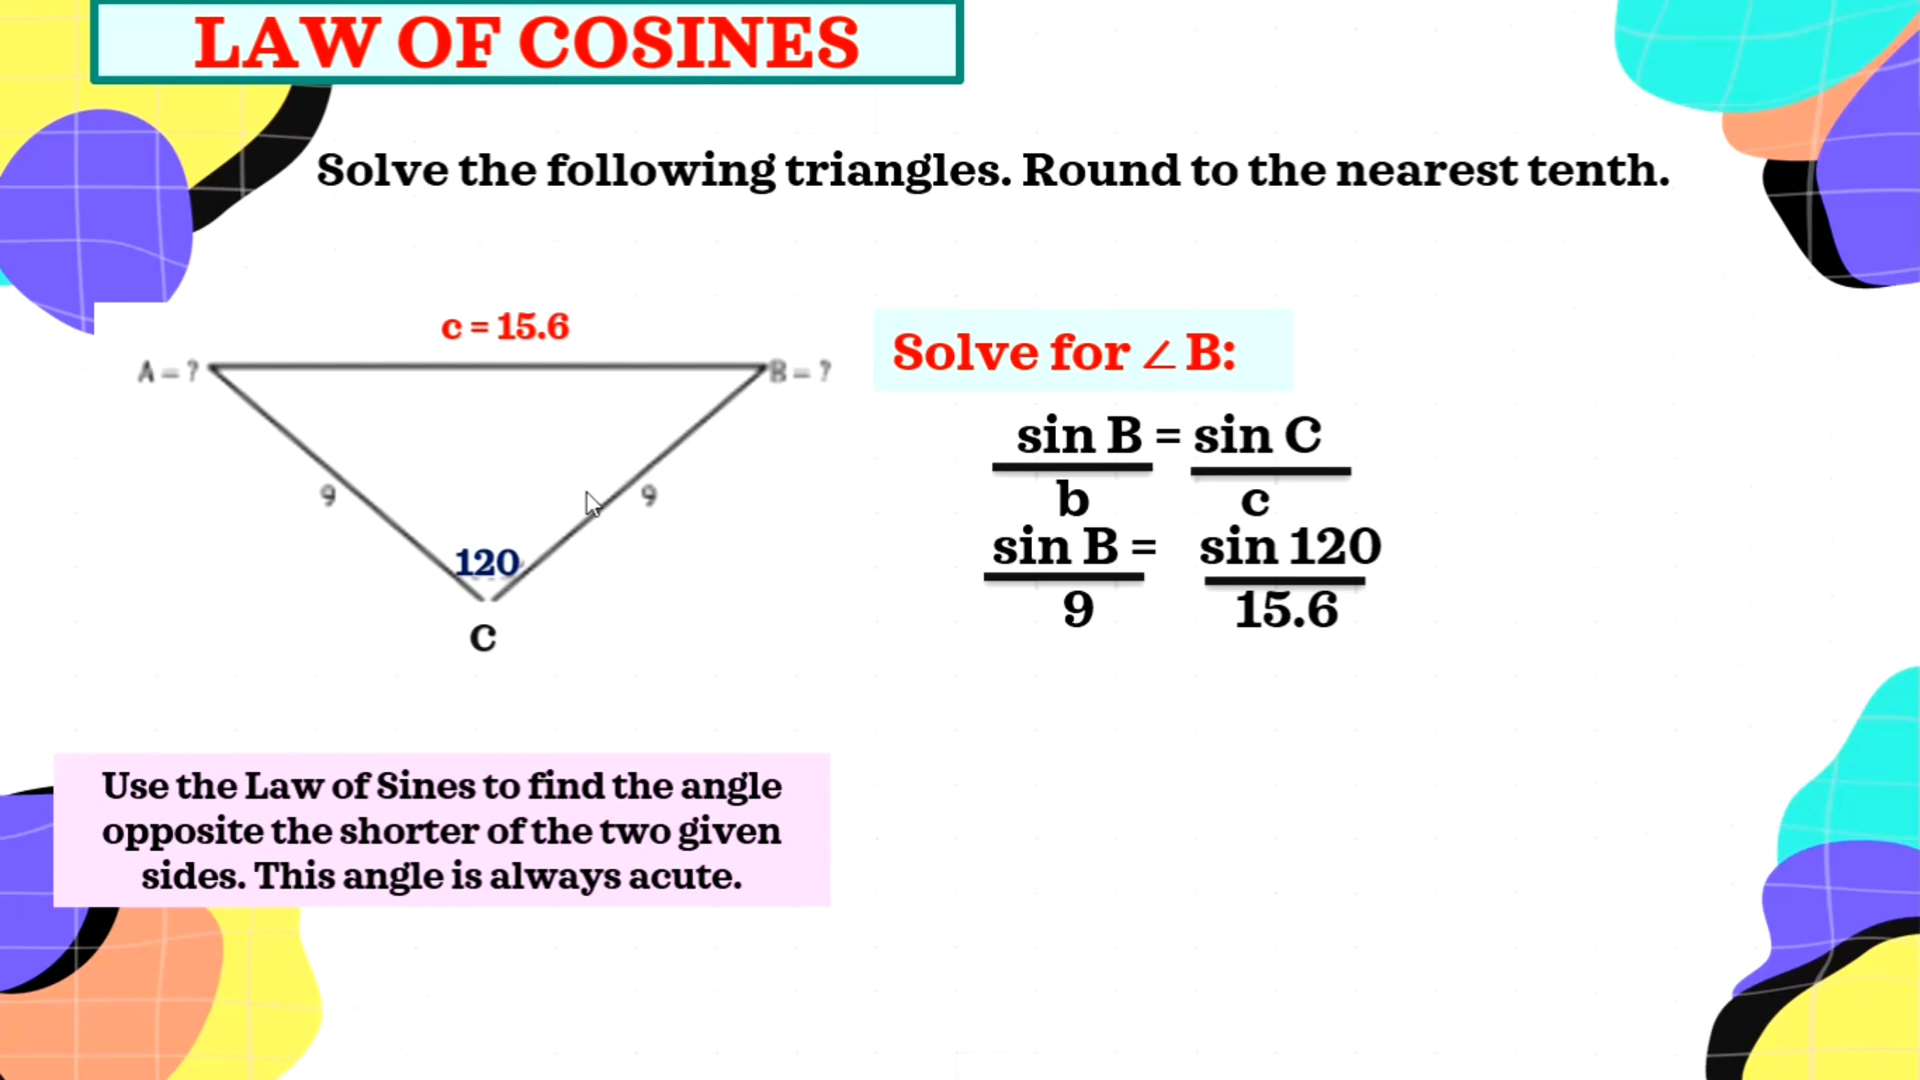 LAW OF COSINES
Solve the following triangles. Round to the nearest tenth.
c = 15.6
A = ?
B = ?
9
9
120
C
Solve for ∠ B:
sin B = sin C
b c
sin B = sin 120
9 15.6
Use the Law of Sines to find the angle
opposite the shorter of the two given
sides. This angle is always acute.